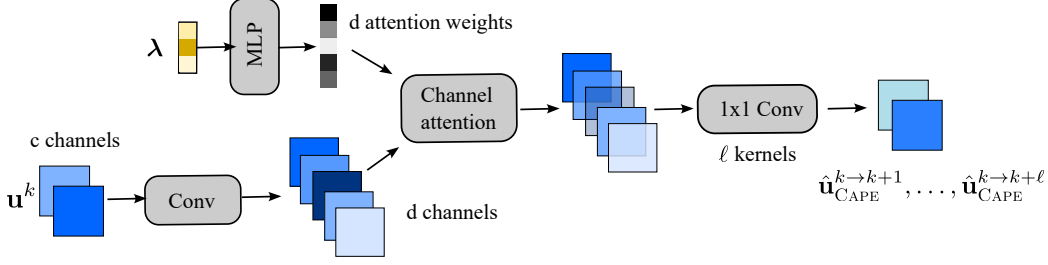 d attention weights
λ
MLP
Channel
attention
1x1 Conv
ℓ kernels
c channels
𝐮^k
Conv
d channels
û_CAPE^{k→k+1}, . . . , û_CAPE^{k→k+ℓ}